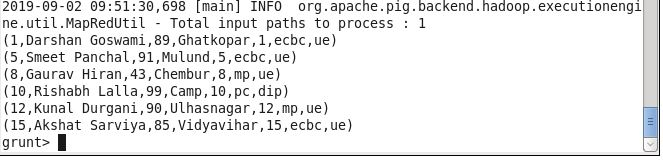 2019-09-02 09:51:30,698 [main] INFO  org.apache.pig.backend.hadoop.executionengi
ne.util.MapRedUtil - Total input paths to process : 1
(1,Darshan Goswami,89,Ghatkopar,1,ecbc,ue)
(5,Smeet Panchal,91,Mulund,5,ecbc,ue)
(8,Gaurav Hiran,43,Chembur,8,mp,ue)
(10,Rishabh Lalla,99,Camp,10,pc,dip)
(12,Kunal Durgani,90,Ulhasnagar,12,mp,ue)
(15,Akshat Sarviya,85,Vidyavihar,15,ecbc,ue)
grunt>